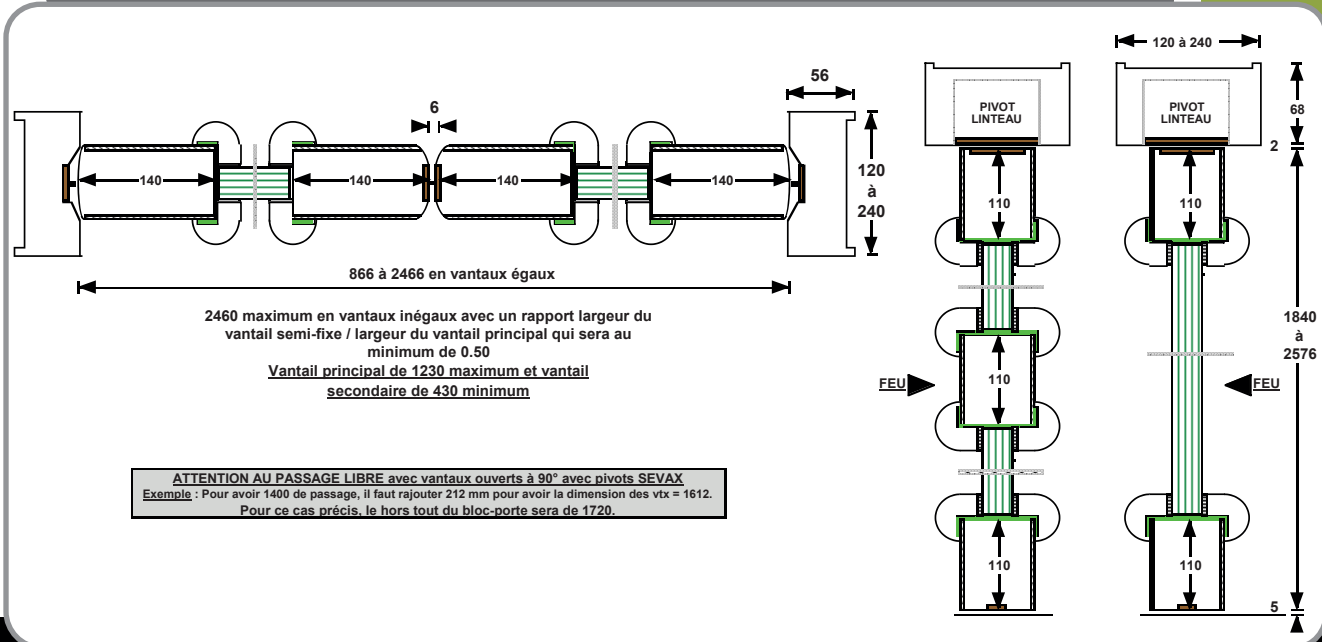 56
6
140
140
140
140
120
à
240
866 à 2466 en vantaux égaux
2460 maximum en vantaux inégaux avec un rapport largeur du
vantail semi-fixe / largeur du vantail principal qui sera au
minimum de 0.50
Vantail principal de 1230 maximum et vantail
secondaire de 430 minimum
ATTENTION AU PASSAGE LIBRE avec vantaux ouverts à 90° avec pivots SEVAX
Exemple : Pour avoir 1400 de passage, il faut rajouter 212 mm pour avoir la dimension des vtx = 1612.
Pour ce cas précis, le hors tout du bloc-porte sera de 1720.
PIVOT
LINTEAU
110
110
110
FEU
120 à 240
PIVOT
LINTEAU
68
2
110
1840
à
2576
FEU
110
5